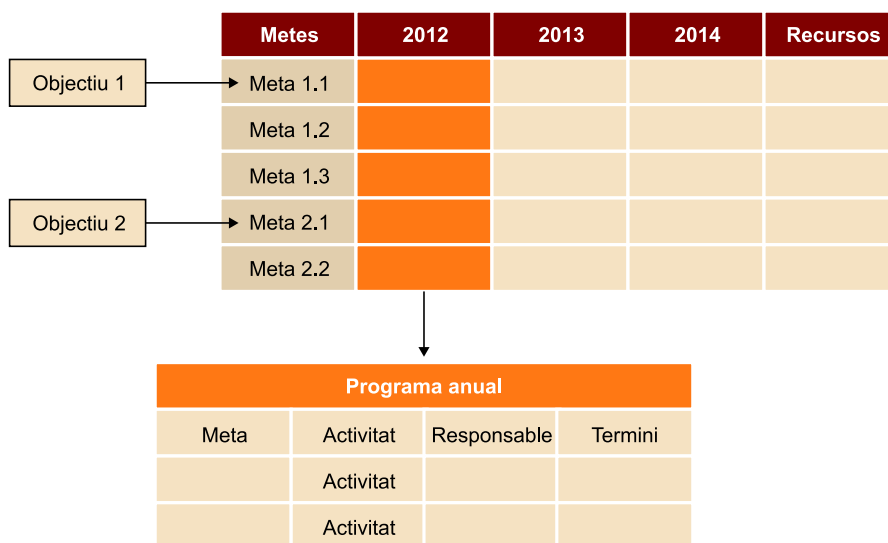 Metes 2012 2013 2014 Recursos
Objectiu 1 Meta 1.1
Meta 1.2
Meta 1.3
Objectiu 2 Meta 2.1
Meta 2.2
Programa anual
Meta Activitat Responsable Termini
Activitat
Activitat